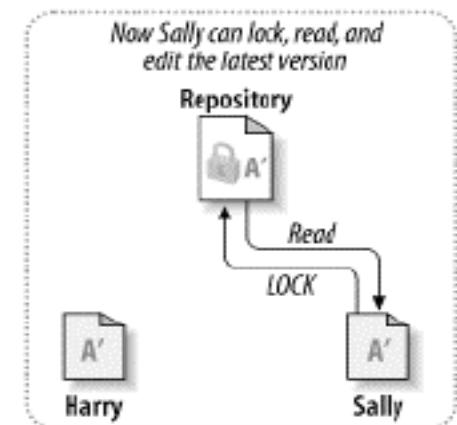 Now Sally can lock, read, and
edit the latest version
Repository
A′
Read
LOCK
A′
A′
Harry
Sally